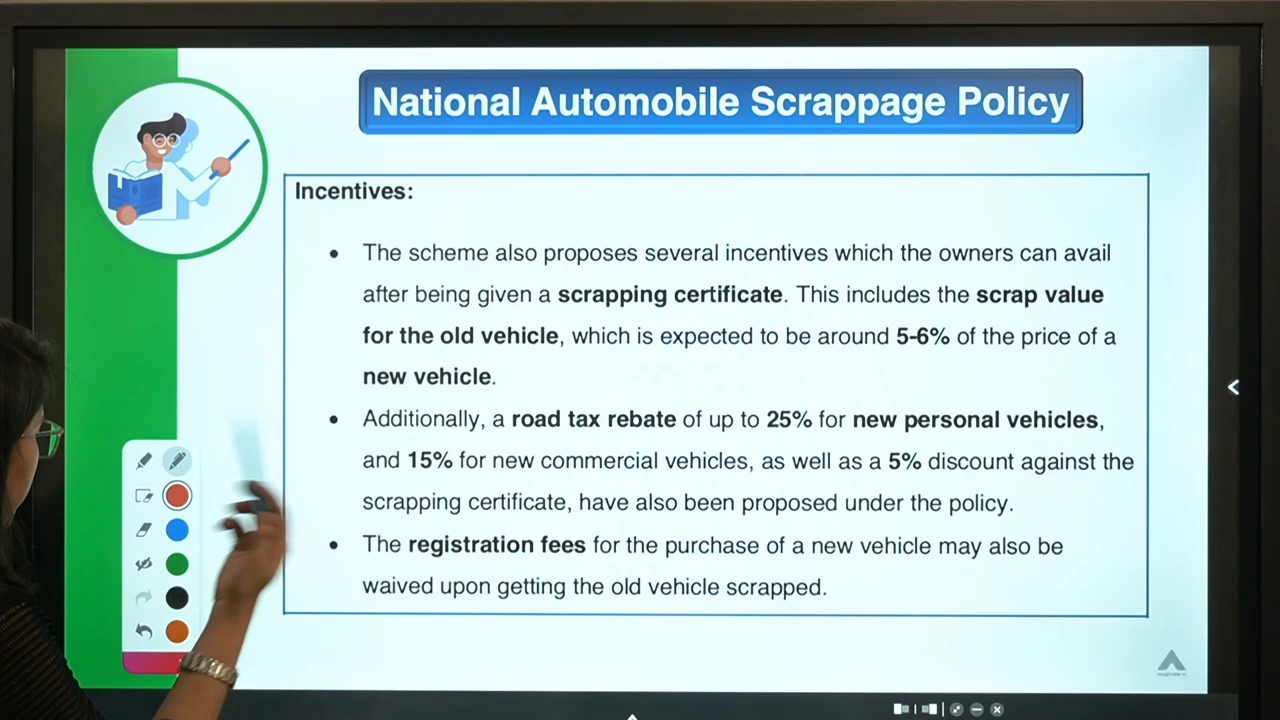 National Automobile Scrappage Policy
Incentives:
• The scheme also proposes several incentives which the owners can avail
after being given a scrapping certificate. This includes the scrap value
for the old vehicle, which is expected to be around 5-6% of the price of a
new vehicle.
• Additionally, a road tax rebate of up to 25% for new personal vehicles,
and 15% for new commercial vehicles, as well as a 5% discount against the
scrapping certificate, have also been proposed under the policy.
• The registration fees for the purchase of a new vehicle may also be
waived upon getting the old vehicle scrapped.